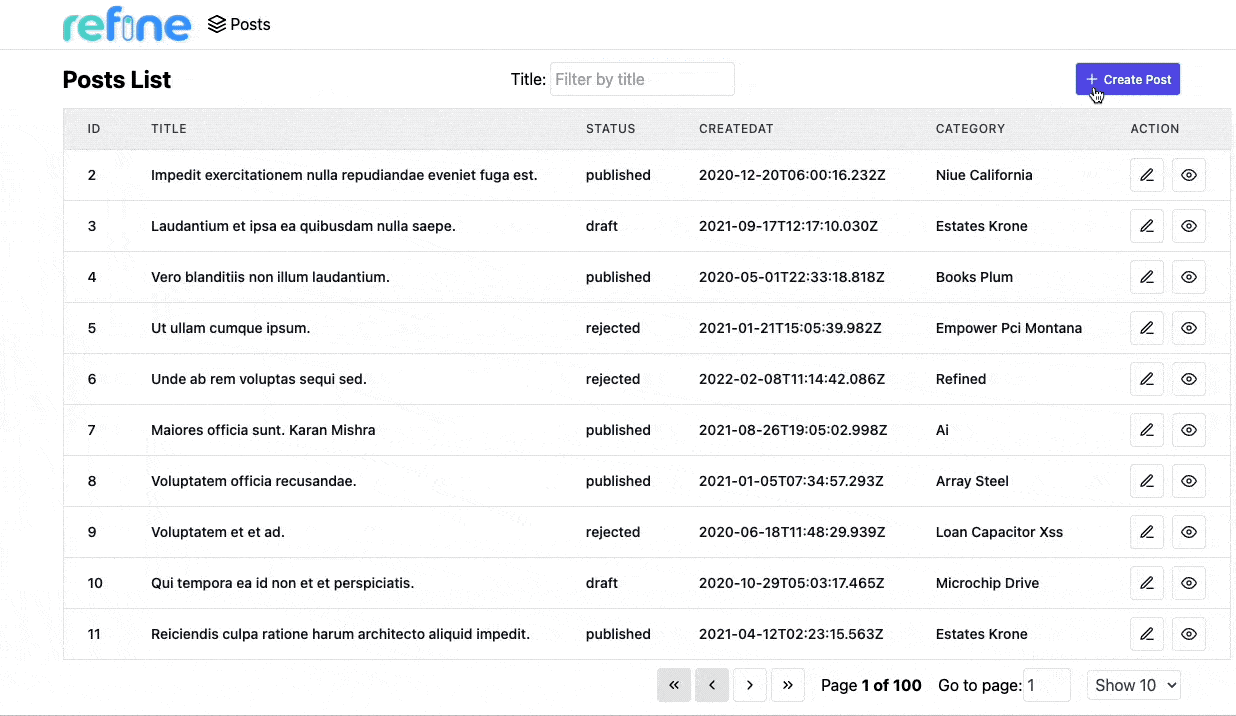 refine Posts
Posts List Title: Filter by title + Create Post
ID TITLE STATUS CREATEDAT CATEGORY ACTION
2 Impedit exercitationem nulla repudiandae eveniet fuga est. published 2020-12-20T06:00:16.232Z Niue California
3 Laudantium et ipsa ea quibusdam nulla saepe. draft 2021-09-17T12:17:10.030Z Estates Krone
4 Vero blanditiis non illum laudantium. published 2020-05-01T22:33:18.818Z Books Plum
5 Ut ullam cumque ipsum. rejected 2021-01-21T15:05:39.982Z Empower Pci Montana
6 Unde ab rem voluptas sequi sed. rejected 2022-02-08T11:14:42.086Z Refined
7 Maiores officia sunt. Karan Mishra published 2021-08-26T19:05:02.998Z Ai
8 Voluptatem officia recusandae. published 2021-01-05T07:34:57.293Z Array Steel
9 Voluptatem et et ad. rejected 2020-06-18T11:48:29.939Z Loan Capacitor Xss
10 Qui tempora ea id non et et perspiciatis. draft 2020-10-29T05:03:17.465Z Microchip Drive
11 Reiciendis culpa ratione harum architecto aliquid impedit. published 2021-04-12T02:23:15.563Z Estates Krone
« ‹ › » Page 1 of 100 Go to page: 1 Show 10